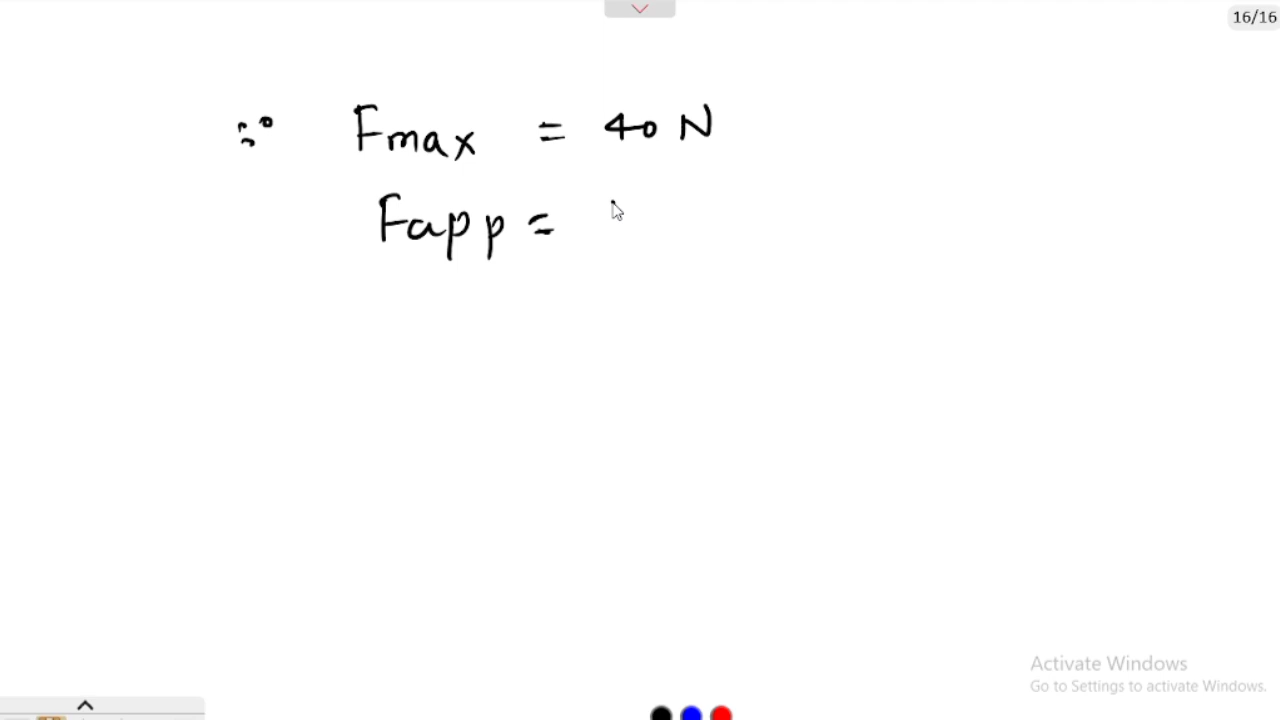 16/16
∵ Fmax = 40 N
Fapp =
Activate Windows
Go to Settings to activate Windows.